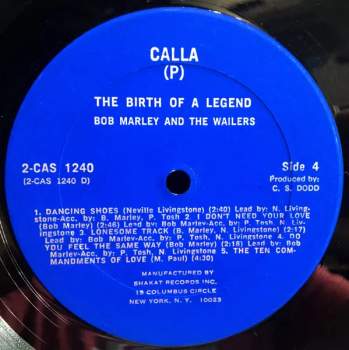 CALLA
(P)
THE BIRTH OF A LEGEND
BOB MARLEY AND THE WAILERS
2-CAS 1240
(2-CAS 1240 D)
Side 4
Produced by:
C. S. DODD
1. DANCING SHOES (Neville Livingstone) (2:40) Lead by: N. Living-
stone-Acc. by: B. Marley, P. Tosh 2. I DON'T NEED YOUR LOVE
(Bob Marley) (2:46) Lead by: Bob Marley-Acc. by: P. Tosh, N. Living-
stone 3. LONESOME TRACK (B. Marley, N. Livingstone) (2:17)
Lead by: Bob Marley-Acc. by: P. Tosh, N. Livingstone 4. DO
YOU FEEL THE SAME WAY (Bob Marley) (2:18) Lead by: Bob
Marley-Acc. by: P. Tosh, N. Livingstone 5. THE TEN COM-
MANDMENTS OF LOVE (M. Paul) (4:30)
MANUFACTURED BY
SHAKAT RECORDS INC.
15 COLUMBUS CIRCLE
NEW YORK, N. Y. 10023